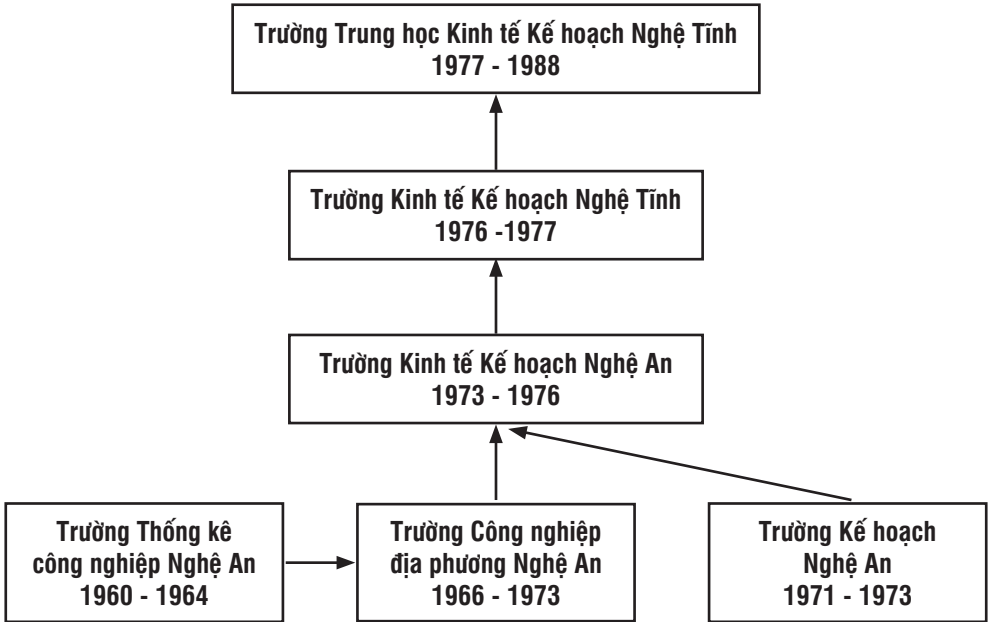 Trường Trung học Kinh tế Kế hoạch Nghệ Tĩnh
1977 - 1988
Trường Kinh tế Kế hoạch Nghệ Tĩnh
1976 -1977
Trường Kinh tế Kế hoạch Nghệ An
1973 - 1976
Trường Thống kê
công nghiệp Nghệ An
1960 - 1964
Trường Công nghiệp
địa phương Nghệ An
1966 - 1973
Trường Kế hoạch
Nghệ An
1971 - 1973